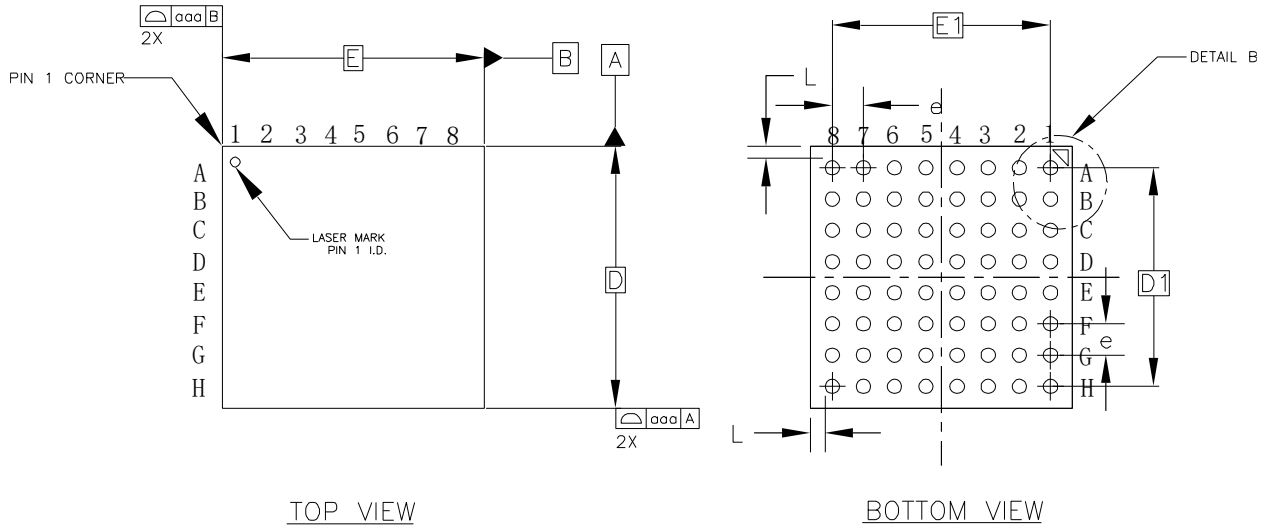 aaa B
2X
E
B
A
PIN 1 CORNER
1 2 3 4 5 6 7 8
A
B
C
D
E
F
G
H
LASER MARK
PIN 1 I.D.
D
aaa A
2X
TOP VIEW
E1
DETAIL B
L
e
8 7 6 5 4 3 2 1
A
B
C
D
E
F
G
H
D1
e
L
BOTTOM VIEW